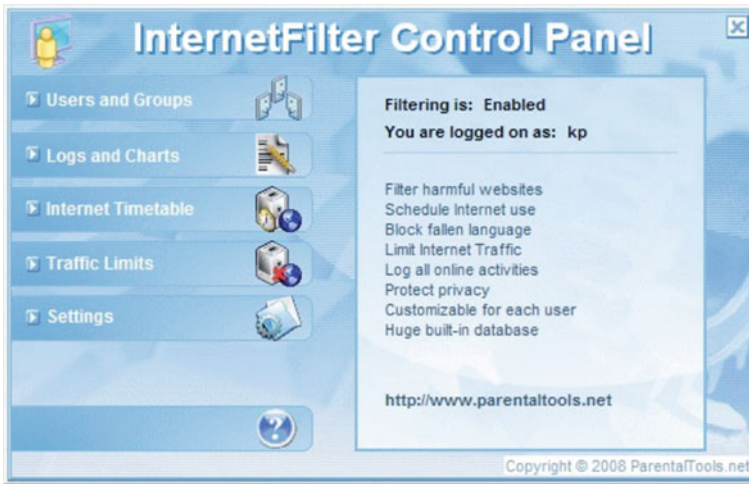 InternetFilter Control Panel
Users and Groups
Logs and Charts
Internet Timetable
Traffic Limits
Settings
Filtering is: Enabled
You are logged on as: kp
Filter harmful websites
Schedule Internet use
Block fallen language
Limit Internet Traffic
Log all online activities
Protect privacy
Customizable for each user
Huge built-in database
http://www.parentaltools.net
Copyright © 2008 ParentalTools.net